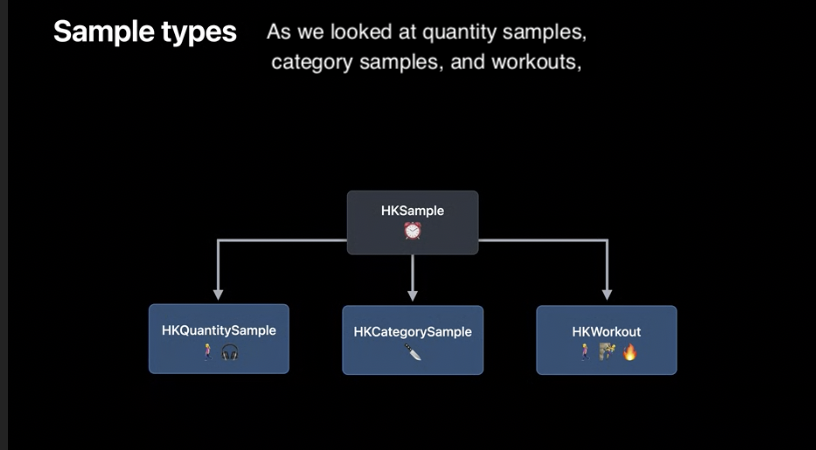 Sample types
As we looked at quantity samples,
category samples, and workouts,
HKSample
HKQuantitySample
HKCategorySample
HKWorkout